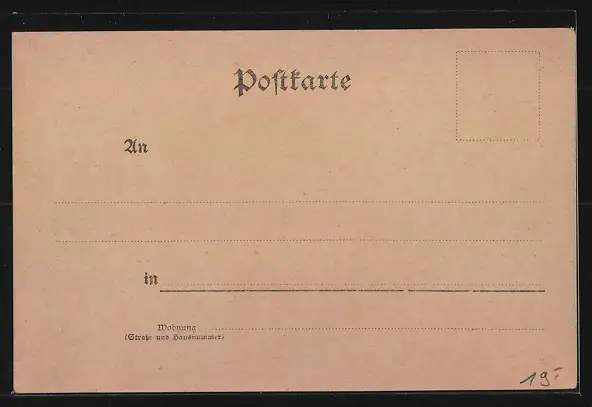 Postkarte
An
in
Wohnung
(Straße und Hausnummer)
19.-